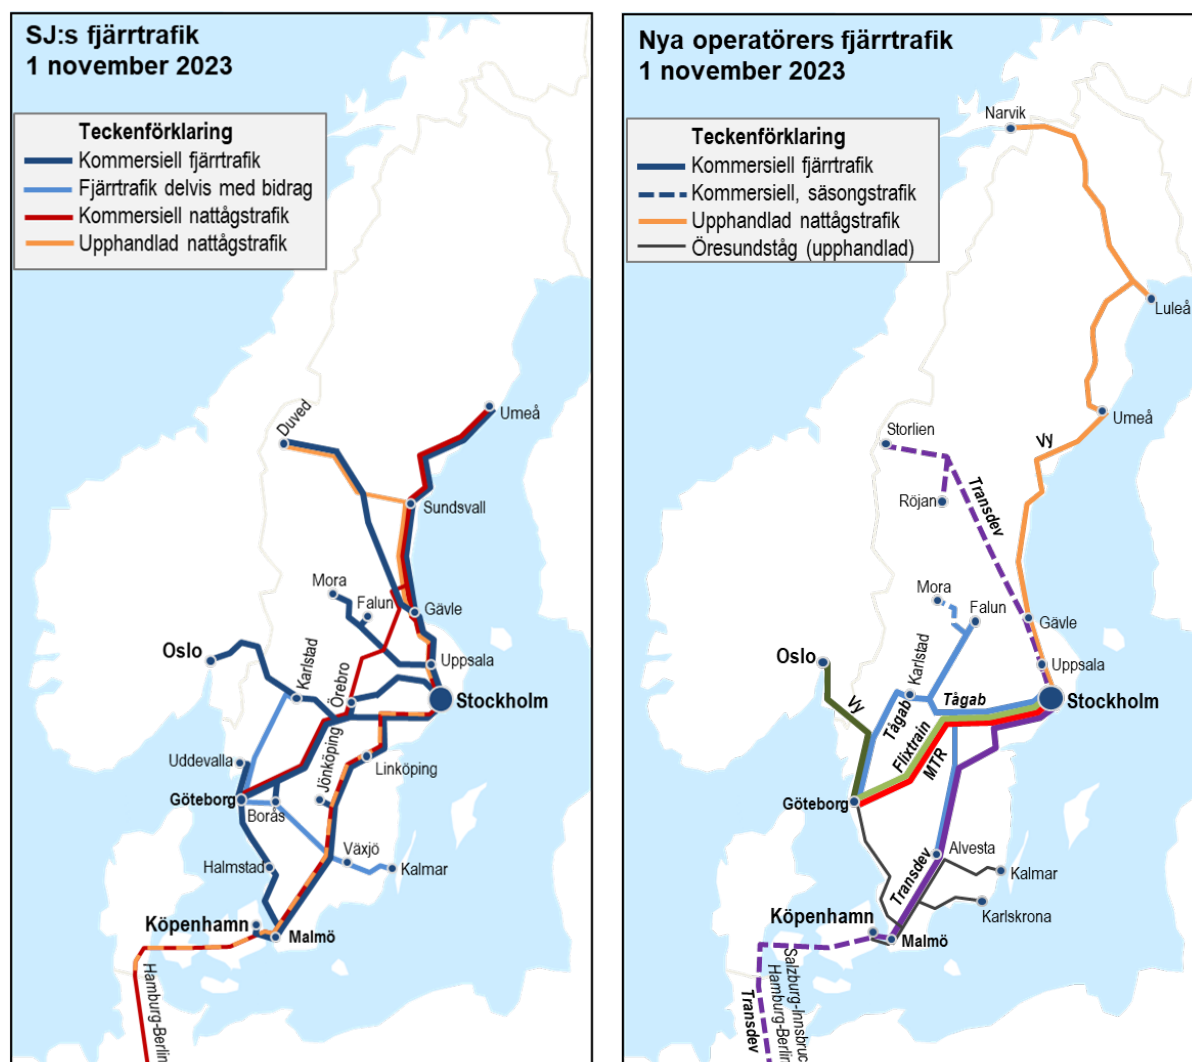 SJ:s fjärrtrafik
1 november 2023
Teckenförklaring
Kommersiell fjärrtrafik
Fjärrtrafik delvis med bidrag
Kommersiell nattågstrafik
Upphandlad nattågstrafik
Duved
Umeå
Sundsvall
Mora
Falun
Gävle
Oslo
Karlstad
Örebro
Uppsala
Stockholm
Uddevalla
Jönköping
Linköping
Göteborg
Borås
Växjö
Halmstad
Kalmar
Köpenhamn
Malmö
Hamburg-Berlin
Nya operatörers fjärrtrafik
1 november 2023
Teckenförklaring
Kommersiell fjärrtrafik
Kommersiell, säsongstrafik
Upphandlad nattågstrafik
Öresundståg (upphandlad)
Narvik
Luleå
Umeå
Vy
Storlien
Röjan
Transdev
Mora
Falun
Gävle
Oslo
Karlstad
Uppsala
Vy
Tågab
Tågab
Stockholm
Flixtrain
MTR
Göteborg
Transdev
Alvesta
Kalmar
Köpenhamn
Karlskrona
Malmö
Transdev
Hamburg-Berlin
Salzburg-Innsbruc